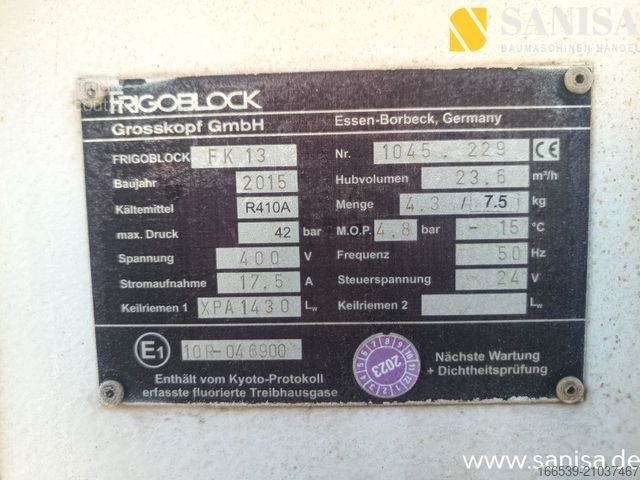 SANISA
BAUMASCHINEN HANDEL
FRIGOBLOCK
Grosskopf GmbH
Essen-Borbeck, Germany
FRIGOBLOCK FK 13
Nr. 1045 . 229 CE
Baujahr 2015
Hubvolumen 23.6 m³/h
Kältemittel R410A
Menge 4.3 / 7.5 kg
max. Druck 42 bar
M.O.P. 4.8 bar - 15 °C
Spannung 400 V
Frequenz 50 Hz
Stromaufnahme 17.5 A
Steuerspannung 24 V
Keilriemen 1 XPA1430 Lw
Keilriemen 2 Lw
E1 10R-046900
2023
Nächste Wartung
+ Dichtheitsprüfung
Enthält vom Kyoto-Protokoll
erfasste fluorierte Treibhausgase
www.sanisa.de
166539-21037467